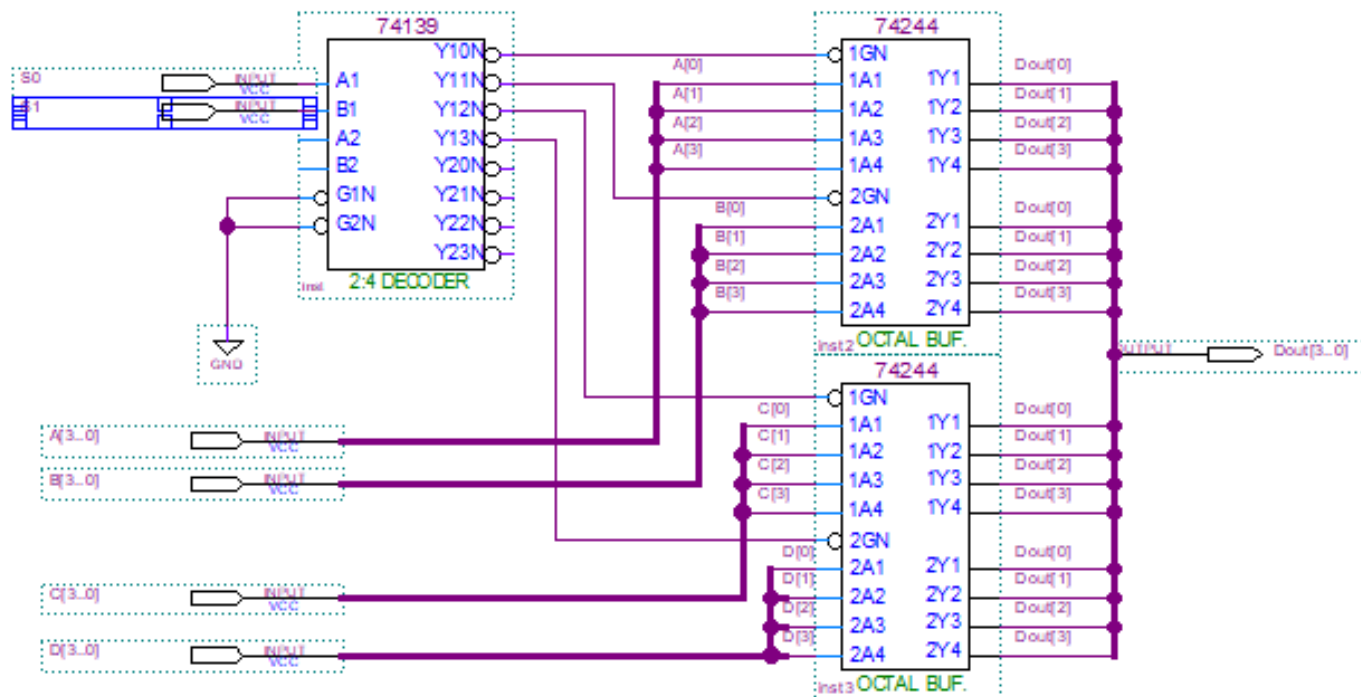 74139
S0
INPUT
VCC
S1
INPUT
VCC
A1
B1
A2
B2
G1N
G2N
Y10N
Y11N
Y12N
Y13N
Y20N
Y21N
Y22N
Y23N
inst
2:4 DECODER
GND
A[3..0]
INPUT
VCC
B[3..0]
INPUT
VCC
C[3..0]
INPUT
VCC
D[3..0]
INPUT
VCC
74244
A[0]
A[1]
A[2]
A[3]
B[0]
B[1]
B[2]
B[3]
1GN
1A1
1A2
1A3
1A4
2GN
2A1
2A2
2A3
2A4
1Y1
1Y2
1Y3
1Y4
2Y1
2Y2
2Y3
2Y4
Dout[0]
Dout[1]
Dout[2]
Dout[3]
Dout[0]
Dout[1]
Dout[2]
Dout[3]
inst2
OCTAL BUF.
OUTPUT
Dout[3..0]
74244
C[0]
C[1]
C[2]
C[3]
D[0]
D[1]
D[2]
D[3]
1GN
1A1
1A2
1A3
1A4
2GN
2A1
2A2
2A3
2A4
1Y1
1Y2
1Y3
1Y4
2Y1
2Y2
2Y3
2Y4
Dout[0]
Dout[1]
Dout[2]
Dout[3]
Dout[0]
Dout[1]
Dout[2]
Dout[3]
inst3
OCTAL BUF.